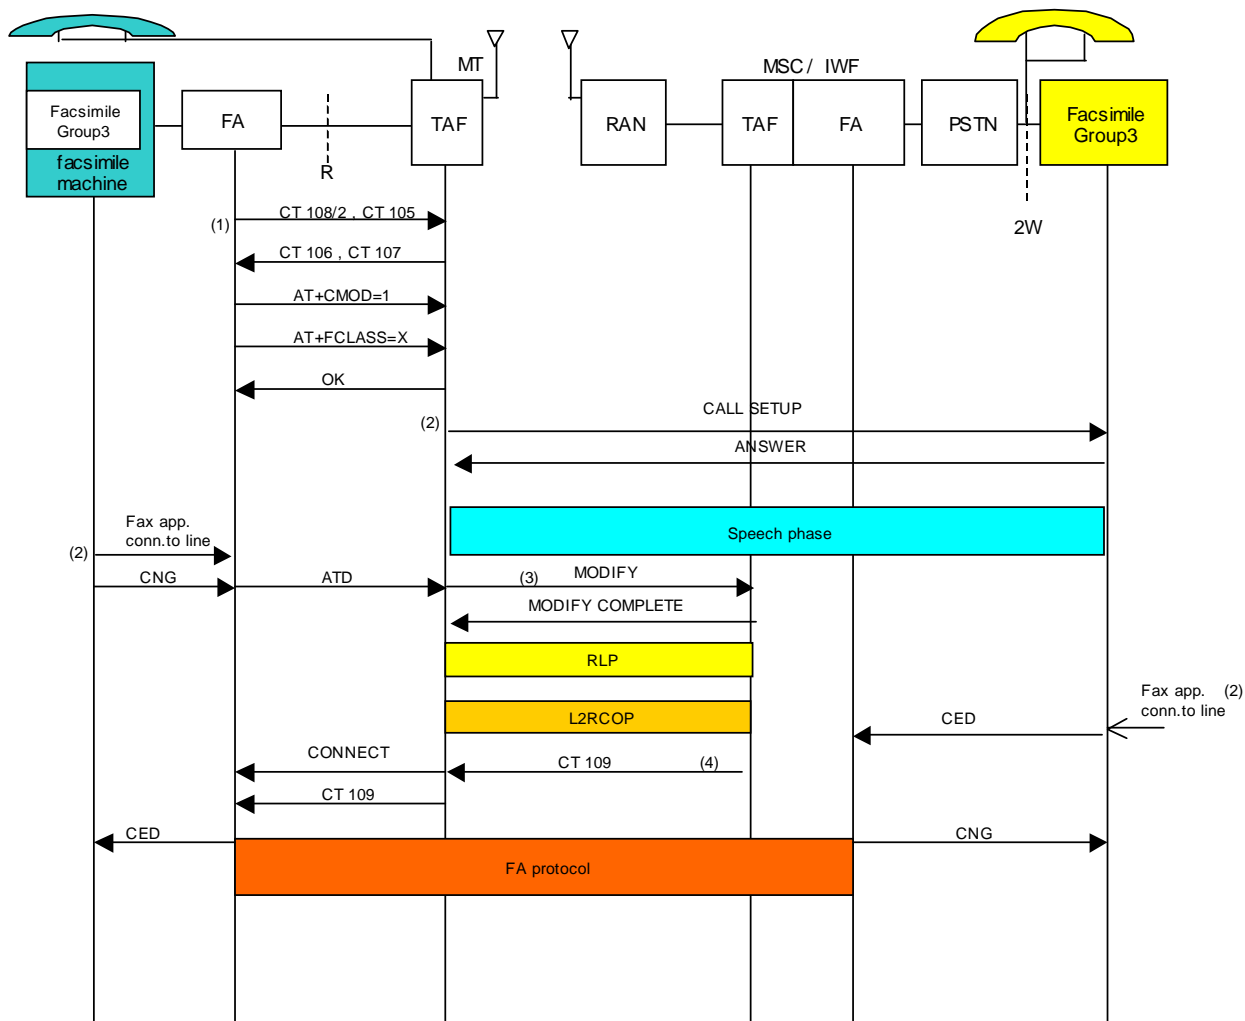 MT
MSC / IWF
Facsimile
Group3
facsimile
machine
FA
R
TAF
RAN
TAF
FA
PSTN
2W
Facsimile
Group3
(1)
CT 108/2 , CT 105
CT 106 , CT 107
AT+CMOD=1
AT+FCLASS=X
OK
(2)
CALL SETUP
ANSWER
Speech phase
Fax app.
conn.to line
(2)
CNG
ATD
(3)
MODIFY
MODIFY COMPLETE
RLP
L2RCOP
Fax app. (2)
conn.to line
CED
CONNECT
CT 109
(4)
CT 109
CED
CNG
FA protocol